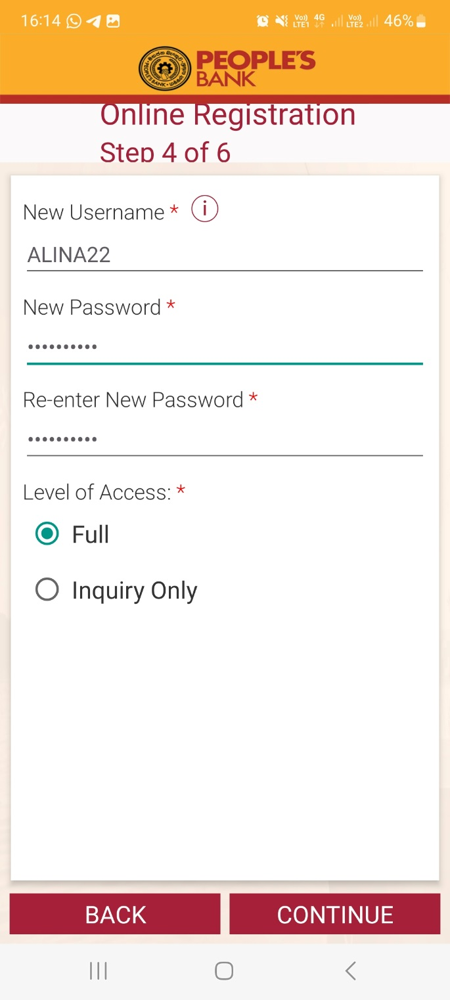 16:14 Vo)) LTE1 4G Vo)) LTE2 46%
PEOPLE'S
BANK
Online Registration
Step 4 of 6
New Username * i
ALINA22
New Password *
••••••••••
Re-enter New Password *
••••••••••
Level of Access: *
Full
Inquiry Only
BACK CONTINUE